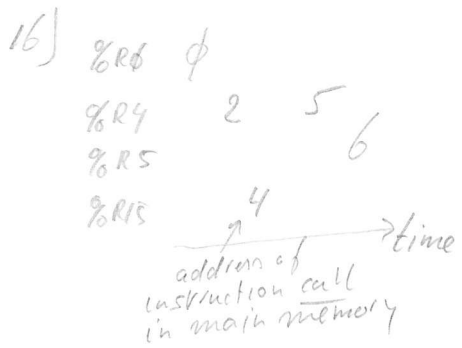 16) %R0 0
%R4 2 5
%R5 6
%R15 4
time
address of
instruction call
in main memory